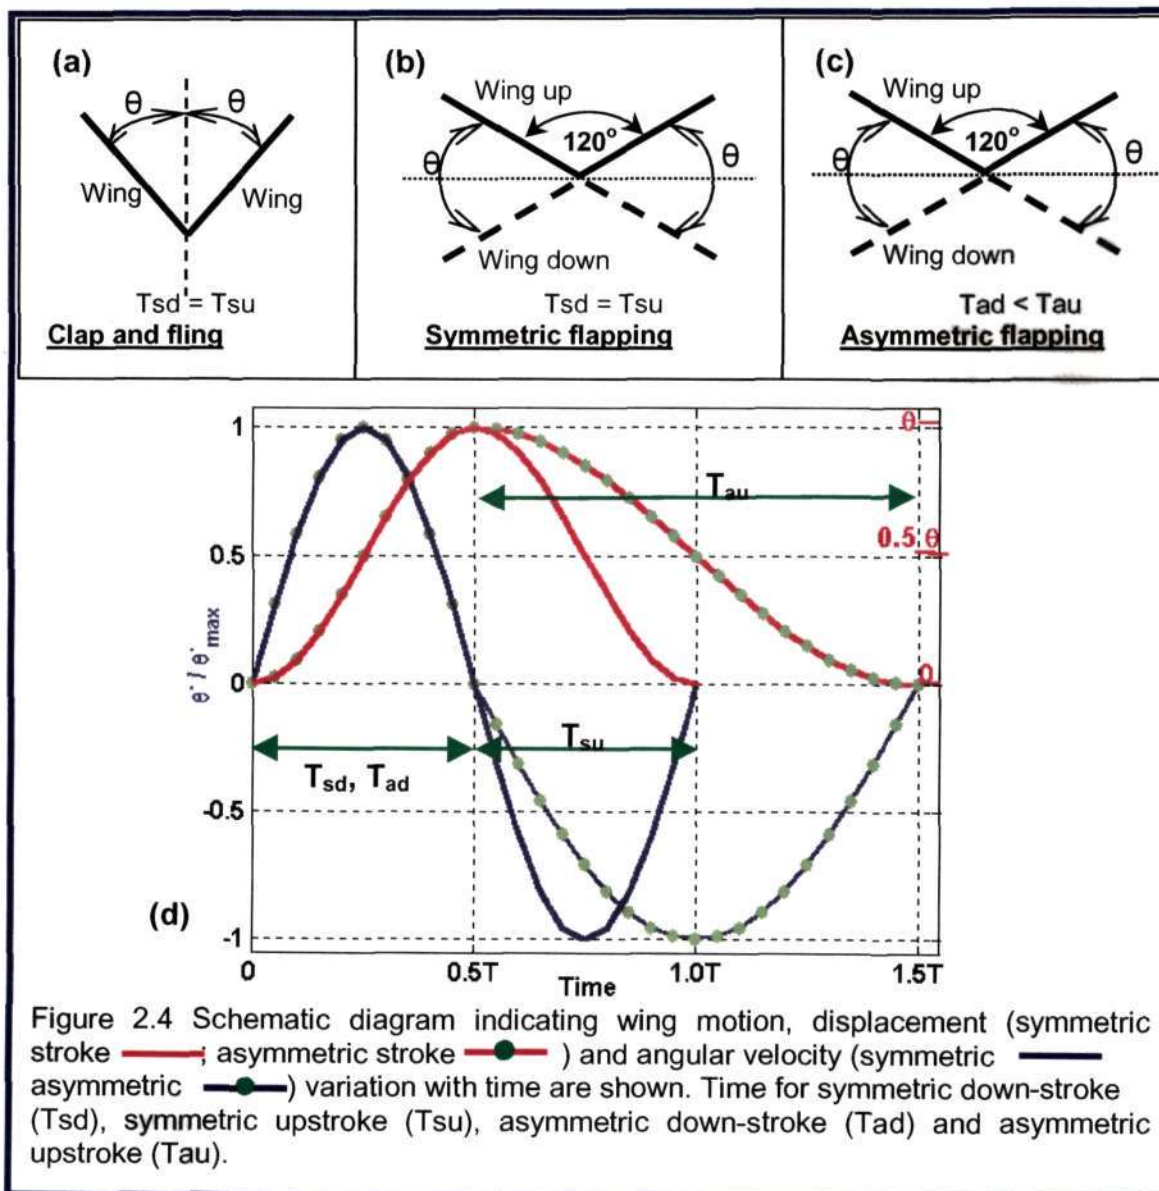 (a)
θ θ
Wing Wing
Tsd = Tsu
Clap and fling
(b)
Wing up
120°
θ θ
Wing down
Tsd = Tsu
Symmetric flapping
(c)
Wing up
120°
θ θ
Wing down
Tad < Tau
Asymmetric flapping
(d)
θ˙ / θ˙max
1
0.5
0
-0.5
-1
θ
0.5 θ
0
Tau
Tsu
Tsd, Tad
0 0.5T 1.0T 1.5T
Time
Figure 2.4 Schematic diagram indicating wing motion, displacement (symmetric
stroke ; asymmetric stroke ) and angular velocity (symmetric
asymmetric ) variation with time are shown. Time for symmetric down-stroke
(Tsd), symmetric upstroke (Tsu), asymmetric down-stroke (Tad) and asymmetric
upstroke (Tau).